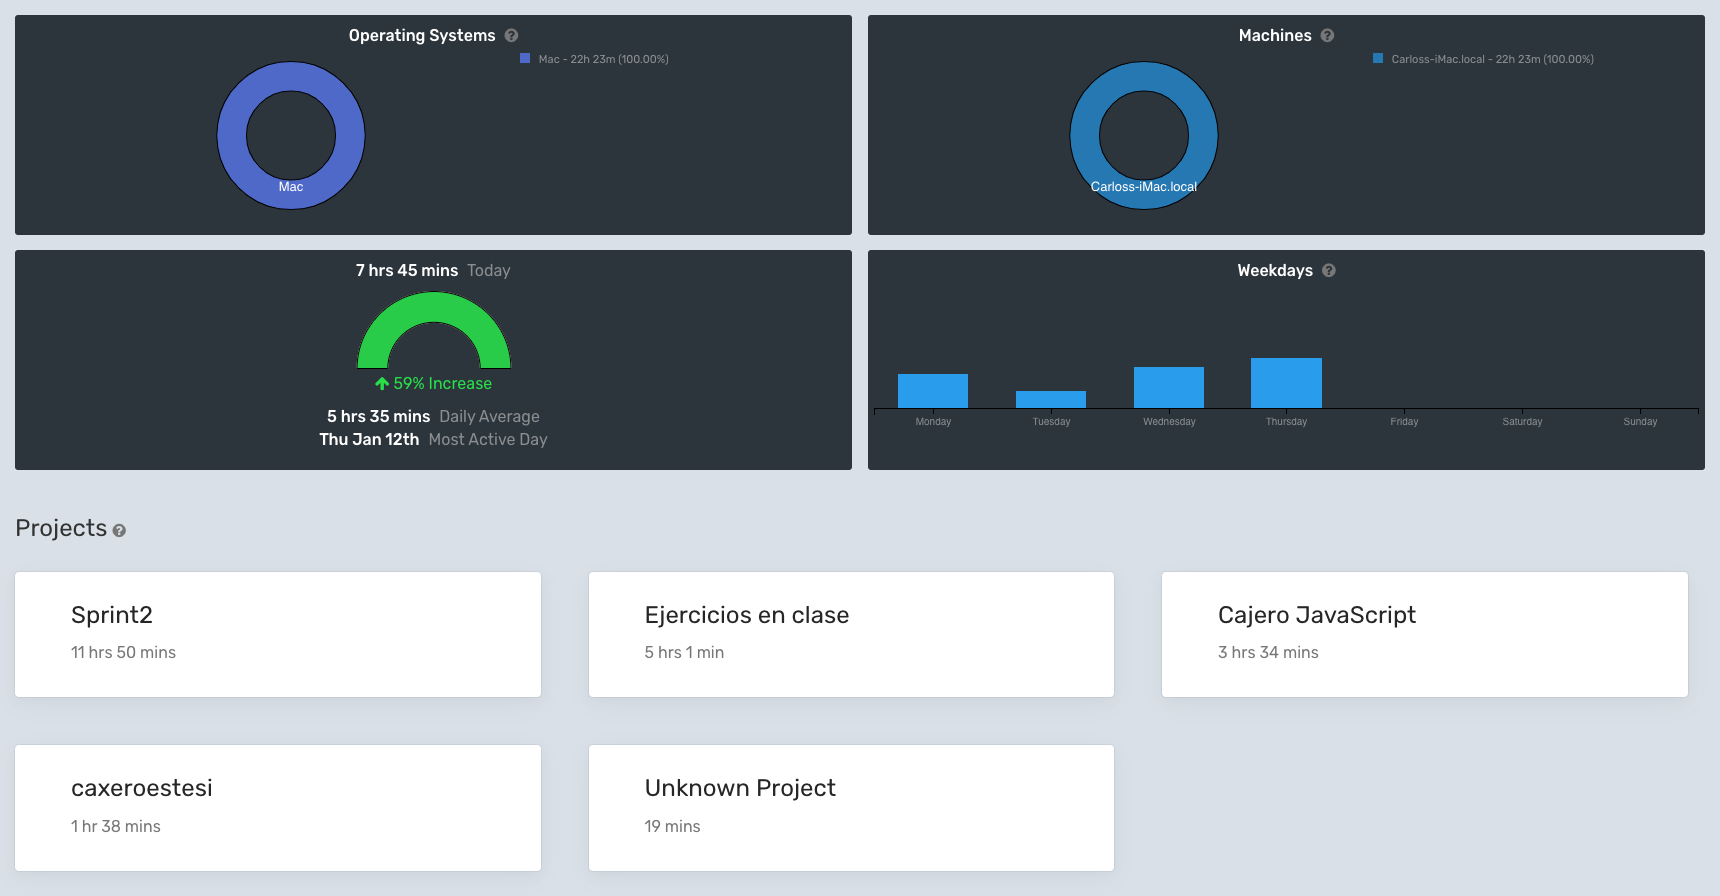 Operating Systems ?
Mac - 22h 23m (100.00%)
Mac
Machines ?
Carloss-iMac.local - 22h 23m (100.00%)
Carloss-iMac.local
7 hrs 45 mins Today
59% Increase
5 hrs 35 mins Daily Average
Thu Jan 12th Most Active Day
Weekdays ?
Monday Tuesday Wednesday Thursday Friday Saturday Sunday
Projects ?
Sprint2
11 hrs 50 mins
Ejercicios en clase
5 hrs 1 min
Cajero JavaScript
3 hrs 34 mins
caxeroestesi
1 hr 38 mins
Unknown Project
19 mins